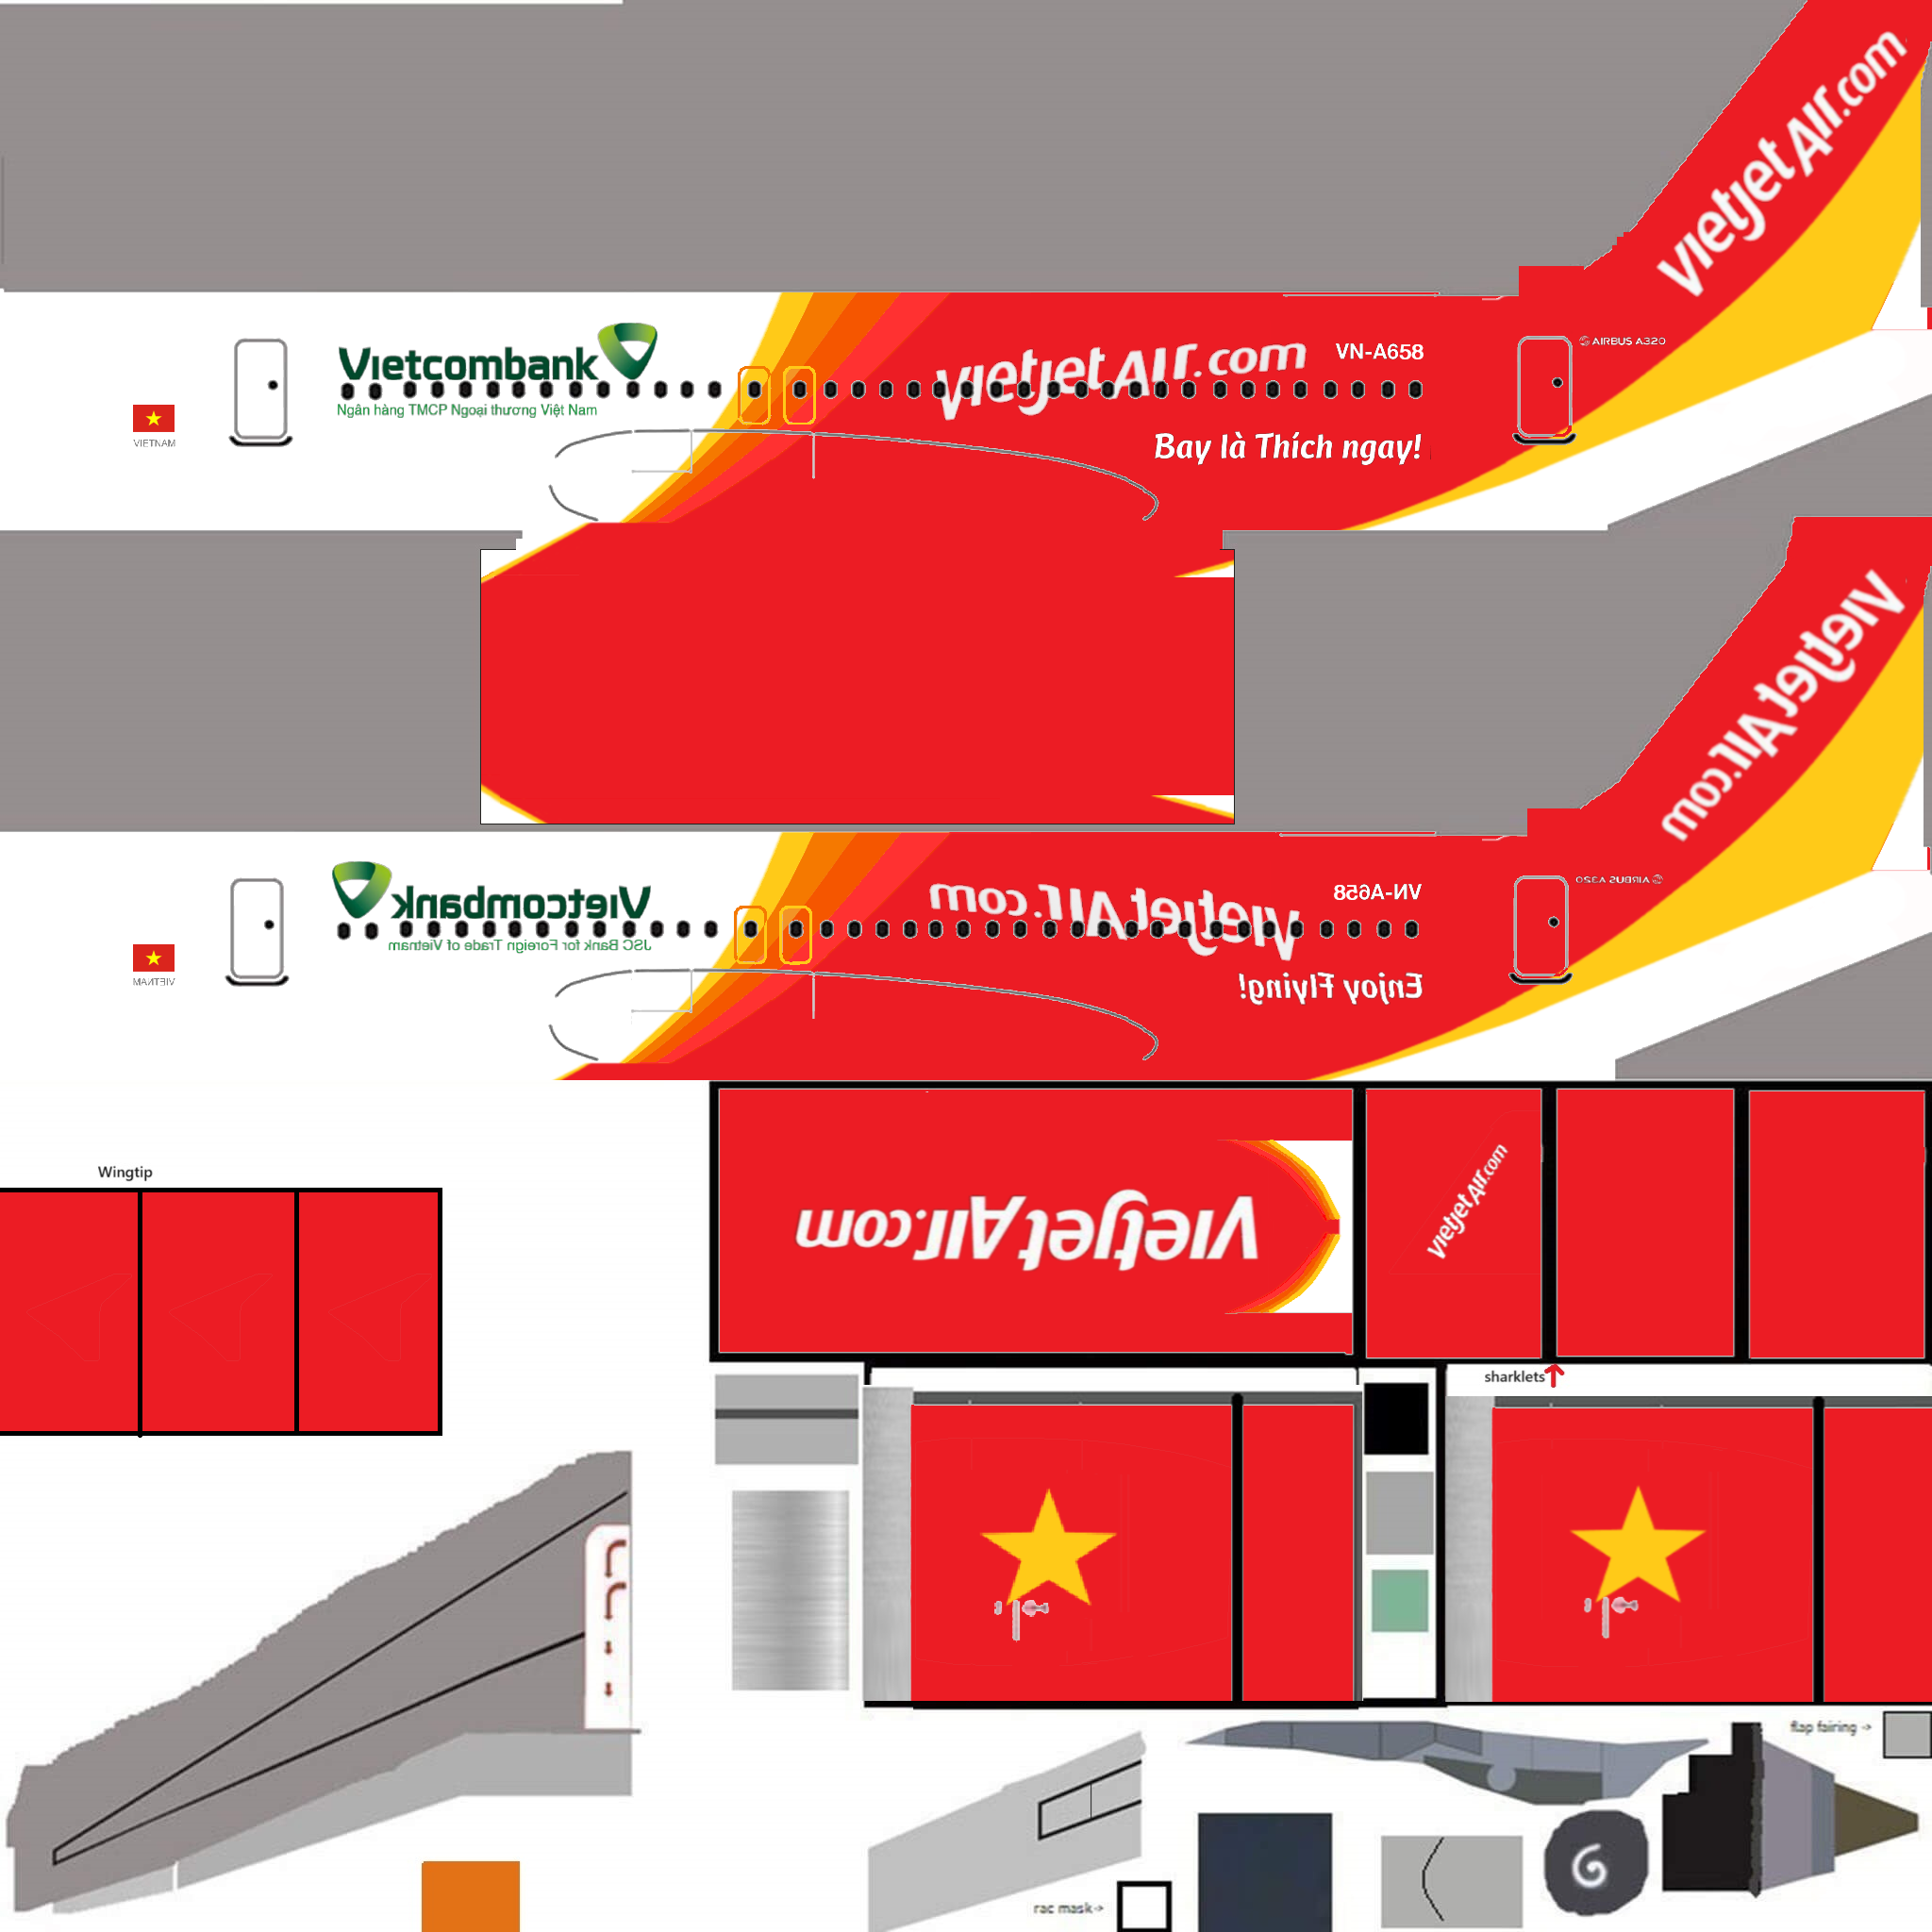 vietjetAir.com
Vietcombank
Ngân hàng TMCP Ngoại thương Việt Nam
VIETNAM
vietjetAir.com
VN-A658
AIRBUS A320
Bay là Thích ngay!
vietjetAir.com
Vietcombank
JSC Bank for Foreign Trade of Vietnam
VIETNAM
vietjetAir.com
VN-A658
AIRBUS A320
Enjoy Flying!
Wingtip
vietjetAir.com
vietjetAir.com
sharklets
flap fairing ->
rac mask->